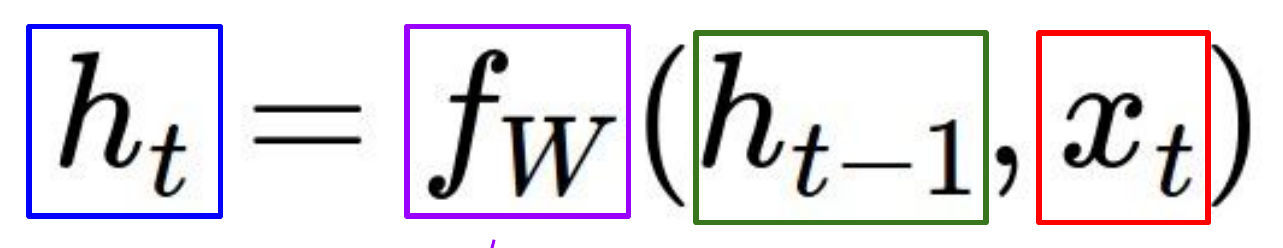 h_t = f_W(h_{t-1}, x_t)